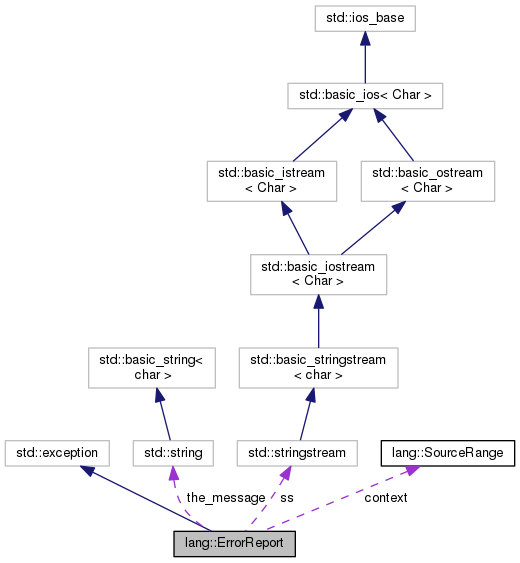 std::ios_base
std::basic_ios< Char >
std::basic_istream
< Char >
std::basic_ostream
< Char >
std::basic_iostream
< Char >
std::basic_string<
char >
std::basic_stringstream
< char >
std::exception
std::string
std::stringstream
lang::SourceRange
the_message
ss
context
lang::ErrorReport